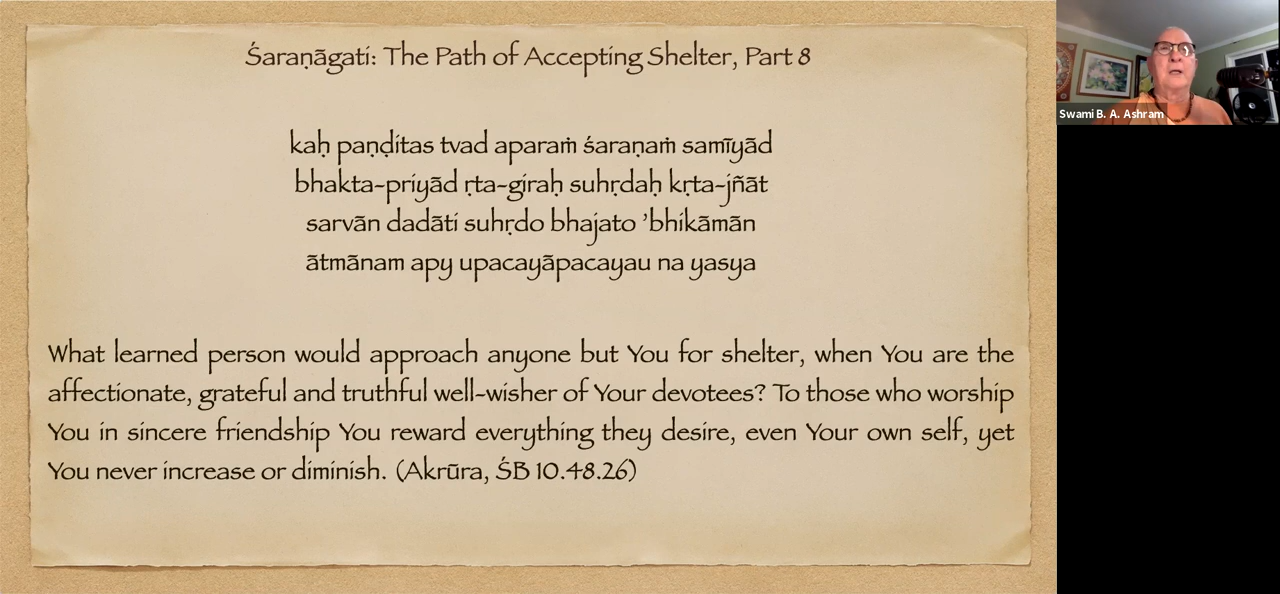 Śaraṇāgati: The Path of Accepting Shelter, Part 8
kaḥ paṇḍitas tvad aparaṁ śaraṇaṁ samīyād
bhakta-priyād ṛta-giraḥ suhṛdaḥ kṛta-jñāt
sarvān dadāti suhṛdo bhajato ’bhikāmān
ātmānam apy upacayāpacayau na yasya
What learned person would approach anyone but You for shelter, when You are the
affectionate, grateful and truthful well-wisher of Your devotees? To those who worship
You in sincere friendship You reward everything they desire, even Your own self, yet
You never increase or diminish. (Akrūra, ŚB 10.48.26)
Swami B. A. Ashram